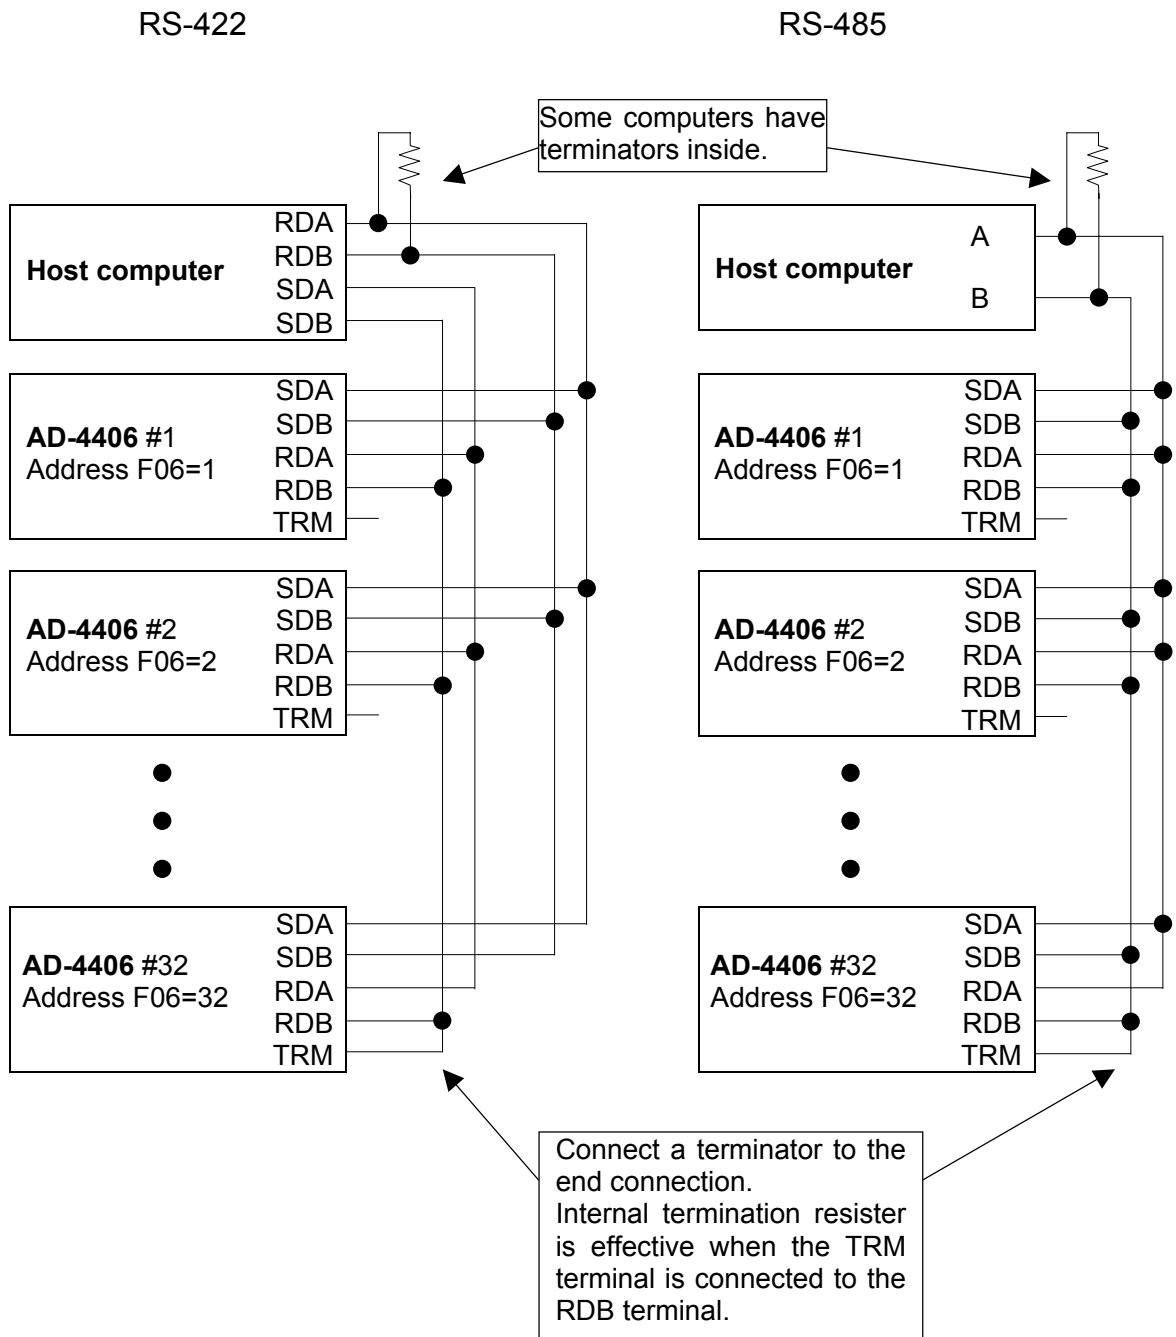 RS-422
RS-485
Some computers have
terminators inside.
Host computer
RDA
RDB
SDA
SDB
AD-4406 #1
Address F06=1
SDA
SDB
RDA
RDB
TRM
AD-4406 #2
Address F06=2
SDA
SDB
RDA
RDB
TRM
AD-4406 #32
Address F06=32
SDA
SDB
RDA
RDB
TRM
Host computer
A
B
AD-4406 #1
Address F06=1
SDA
SDB
RDA
RDB
TRM
AD-4406 #2
Address F06=2
SDA
SDB
RDA
RDB
TRM
AD-4406 #32
Address F06=32
SDA
SDB
RDA
RDB
TRM
Connect a terminator to the
end connection.
Internal termination resister
is effective when the TRM
terminal is connected to the
RDB terminal.